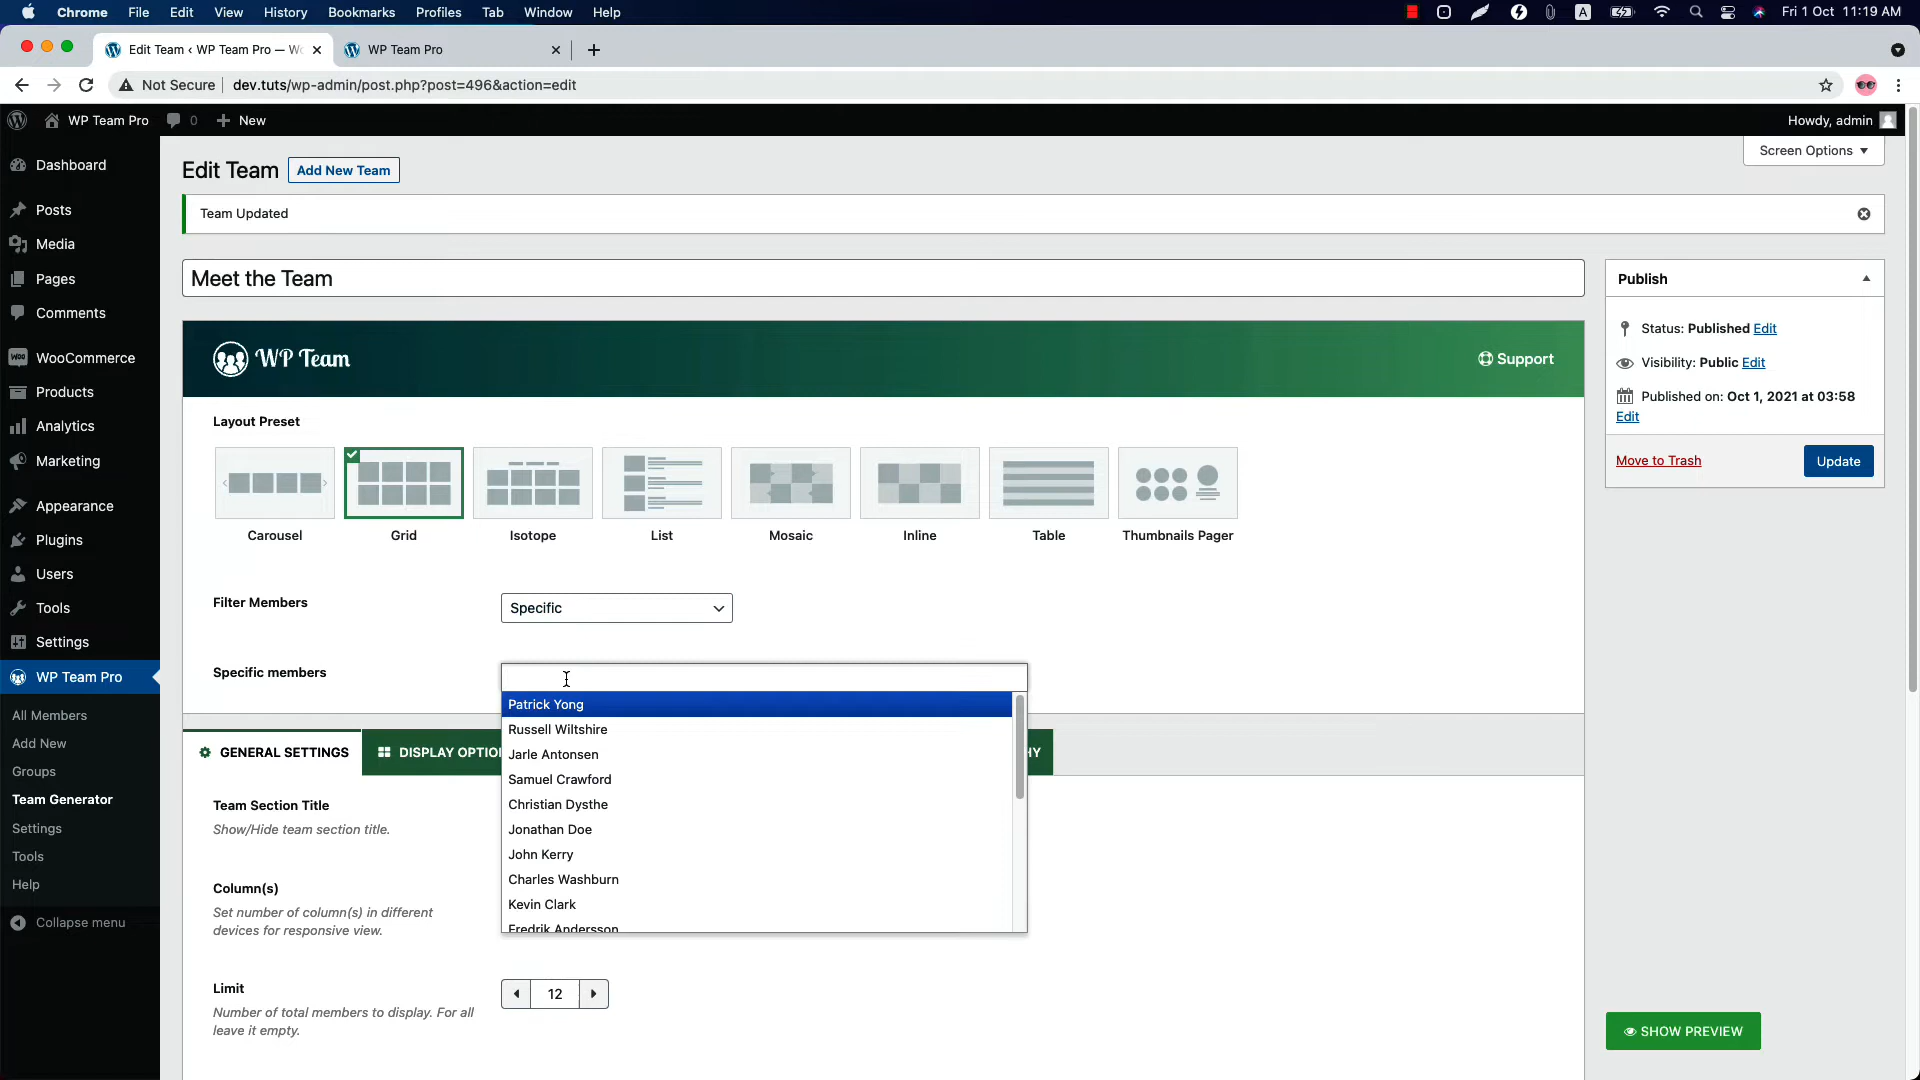 Chrome File Edit View History Bookmarks Profiles Tab Window Help A Fri 1 Oct 11:19 AM
Edit Team ‹ WP Team Pro — Wo WP Team Pro
Not Secure dev.tuts/wp-admin/post.php?post=496&action=edit
WP Team Pro 0 New Howdy, admin
Dashboard
Posts
Media
Pages
Comments
WooCommerce
Products
Analytics
Marketing
Appearance
Plugins
Users
Tools
Settings
WP Team Pro
All Members
Add New
Groups
Team Generator
Settings
Tools
Help
Collapse menu
Edit Team Add New Team Screen Options
Team Updated
Meet the Team
WP Team Support
Layout Preset
Carousel Grid Isotope List Mosaic Inline Table Thumbnails Pager
Filter Members Specific
Specific members
Patrick Yong
Russell Wiltshire
Jarle Antonsen
Samuel Crawford
Christian Dysthe
Jonathan Doe
John Kerry
Charles Washburn
Kevin Clark
Fredrik Andersson
GENERAL SETTINGS DISPLAY OPTIO HY
Team Section Title
Show/Hide team section title.
Column(s)
Set number of column(s) in different
devices for responsive view.
Limit 12
Number of total members to display. For all
leave it empty.
Publish
Status: Published Edit
Visibility: Public Edit
Published on: Oct 1, 2021 at 03:58
Edit
Move to Trash Update
SHOW PREVIEW